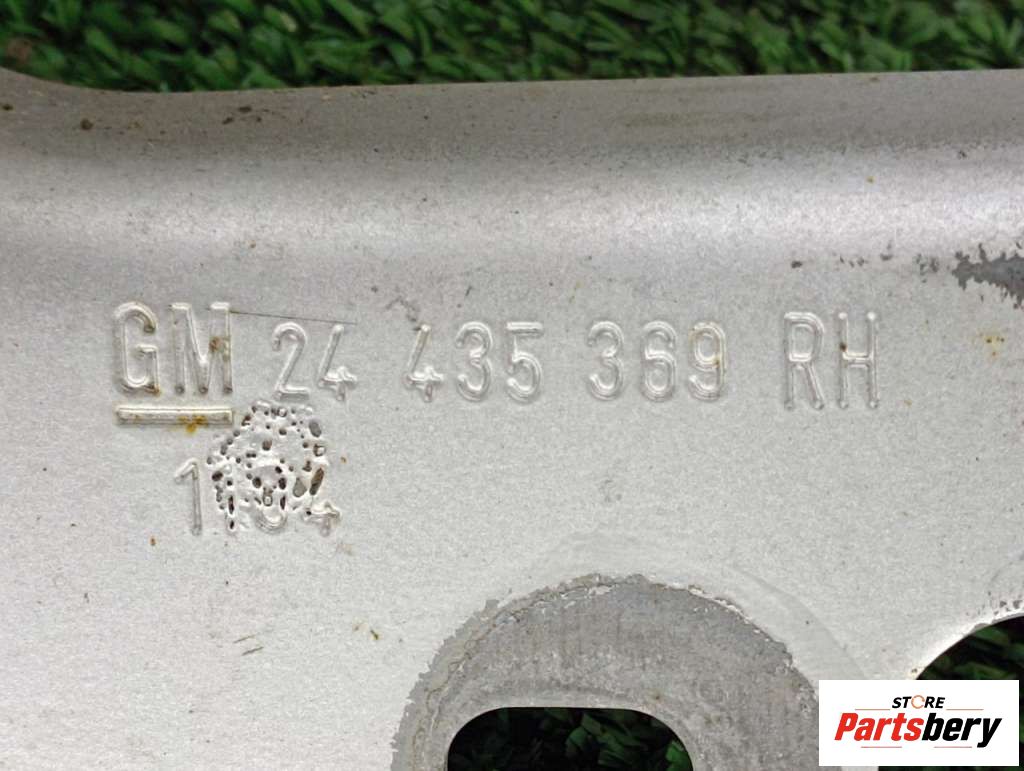 GM 24 435 369 RH
STORE
Partsbery